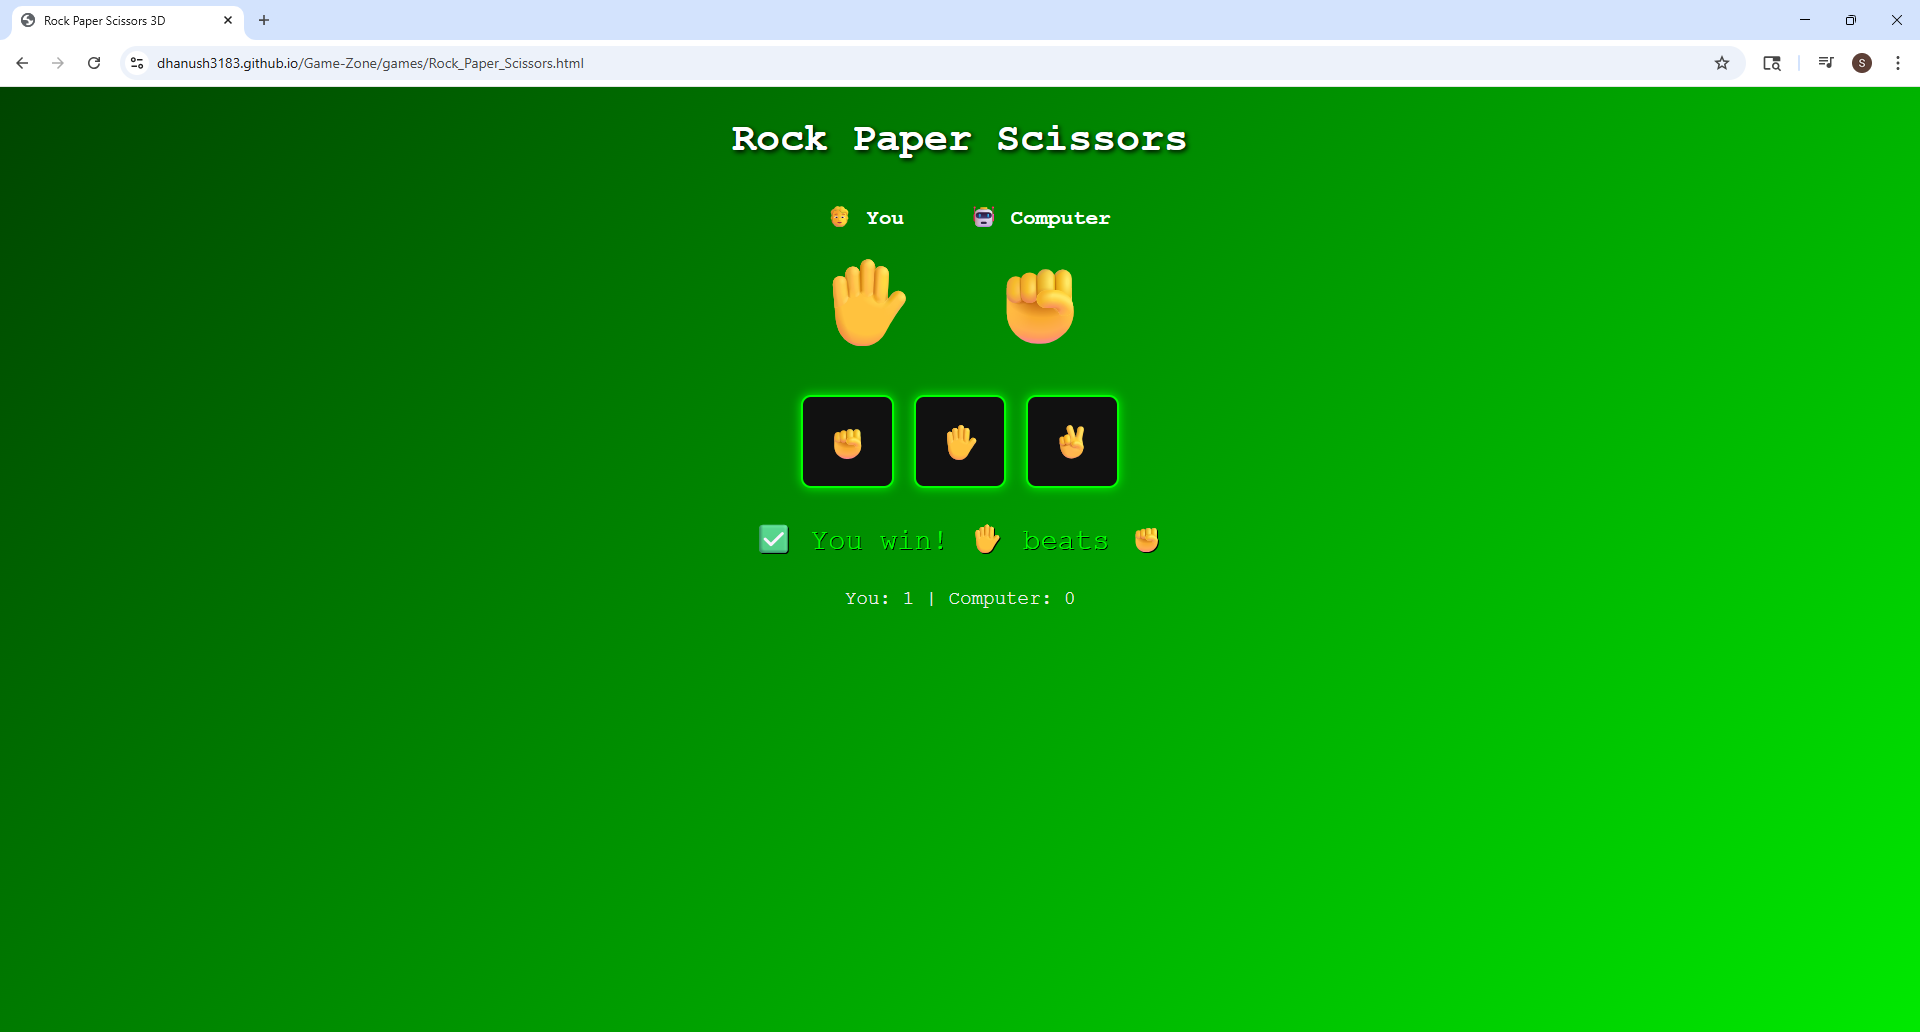 Rock Paper Scissors 3D
dhanush3183.github.io/Game-Zone/games/Rock_Paper_Scissors.html
S
Rock Paper Scissors
You
Computer
You win! beats
You: 1 | Computer: 0